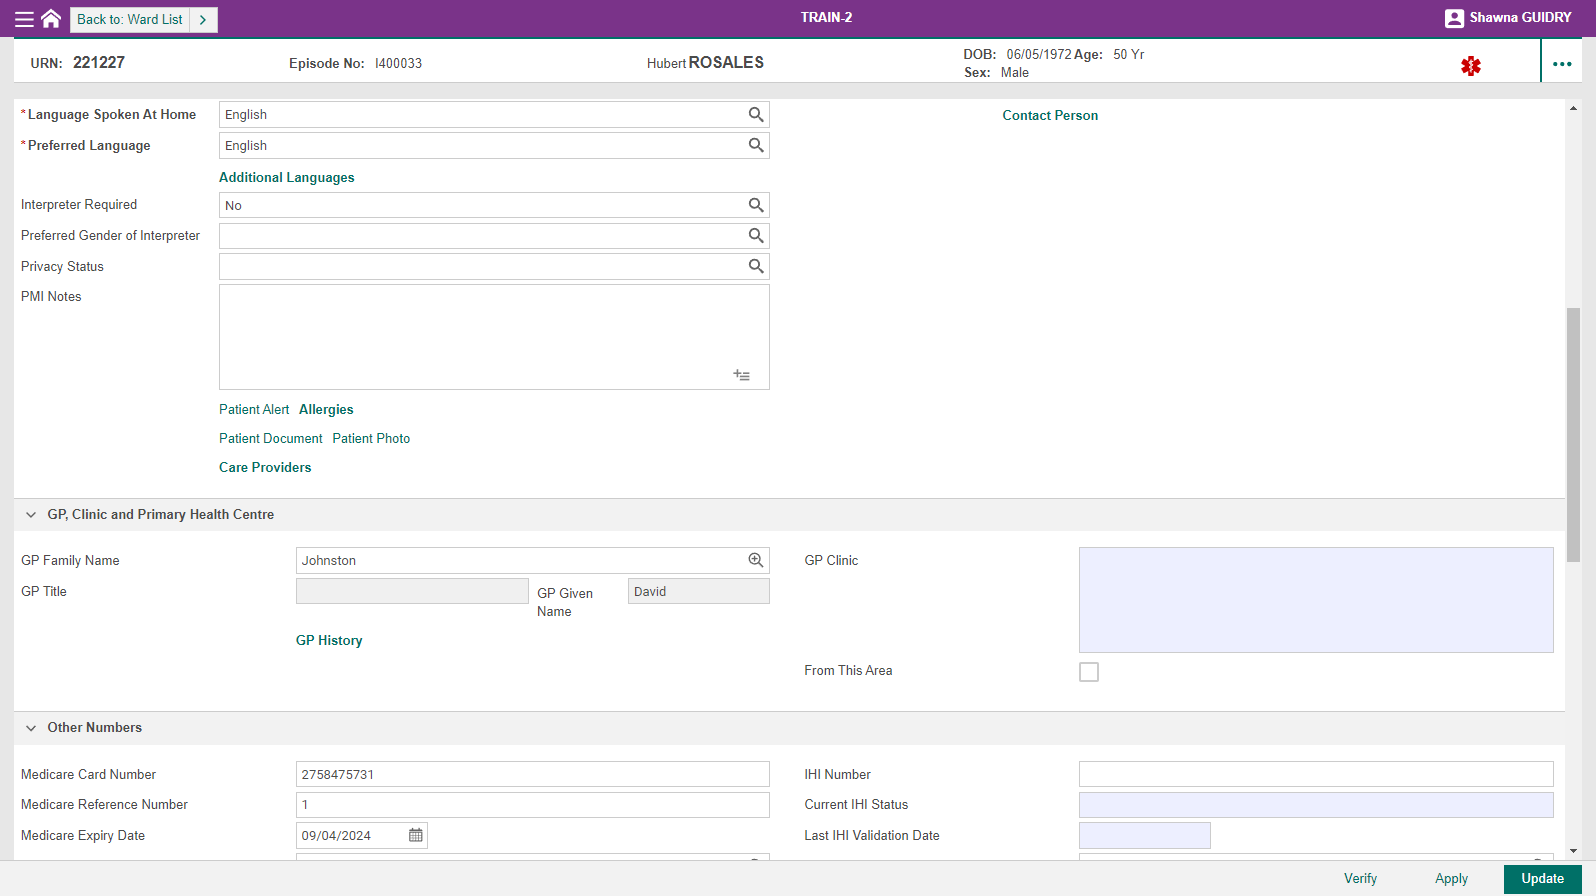 Back to: Ward List
TRAIN-2
Shawna GUIDRY
URN: 221227
Episode No: I400033
Hubert ROSALES
DOB: 06/05/1972 Age: 50 Yr
Sex: Male
*Language Spoken At Home English
Contact Person
*Preferred Language English
Additional Languages
Interpreter Required No
Preferred Gender of Interpreter
Privacy Status
PMI Notes
Patient Alert Allergies
Patient Document Patient Photo
Care Providers
GP, Clinic and Primary Health Centre
GP Family Name Johnston
GP Clinic
GP Title
GP Given Name David
GP History
From This Area
Other Numbers
Medicare Card Number 2758475731
IHI Number
Medicare Reference Number 1
Current IHI Status
Medicare Expiry Date 09/04/2024
Last IHI Validation Date
Verify
Apply
Update